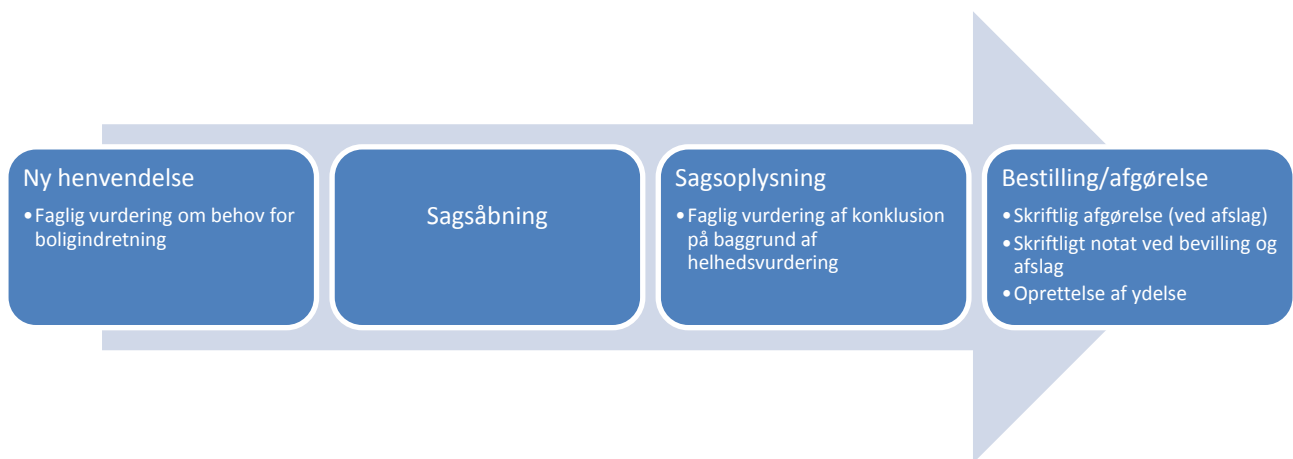 Ny henvendelse
•Faglig vurdering om behov for
boligindretning
Sagsåbning
Sagsoplysning
•Faglig vurdering af konklusion
på baggrund af
helhedsvurdering
Bestilling/afgørelse
•Skriftlig afgørelse (ved afslag)
•Skriftligt notat ved bevilling og
afslag
•Oprettelse af ydelse